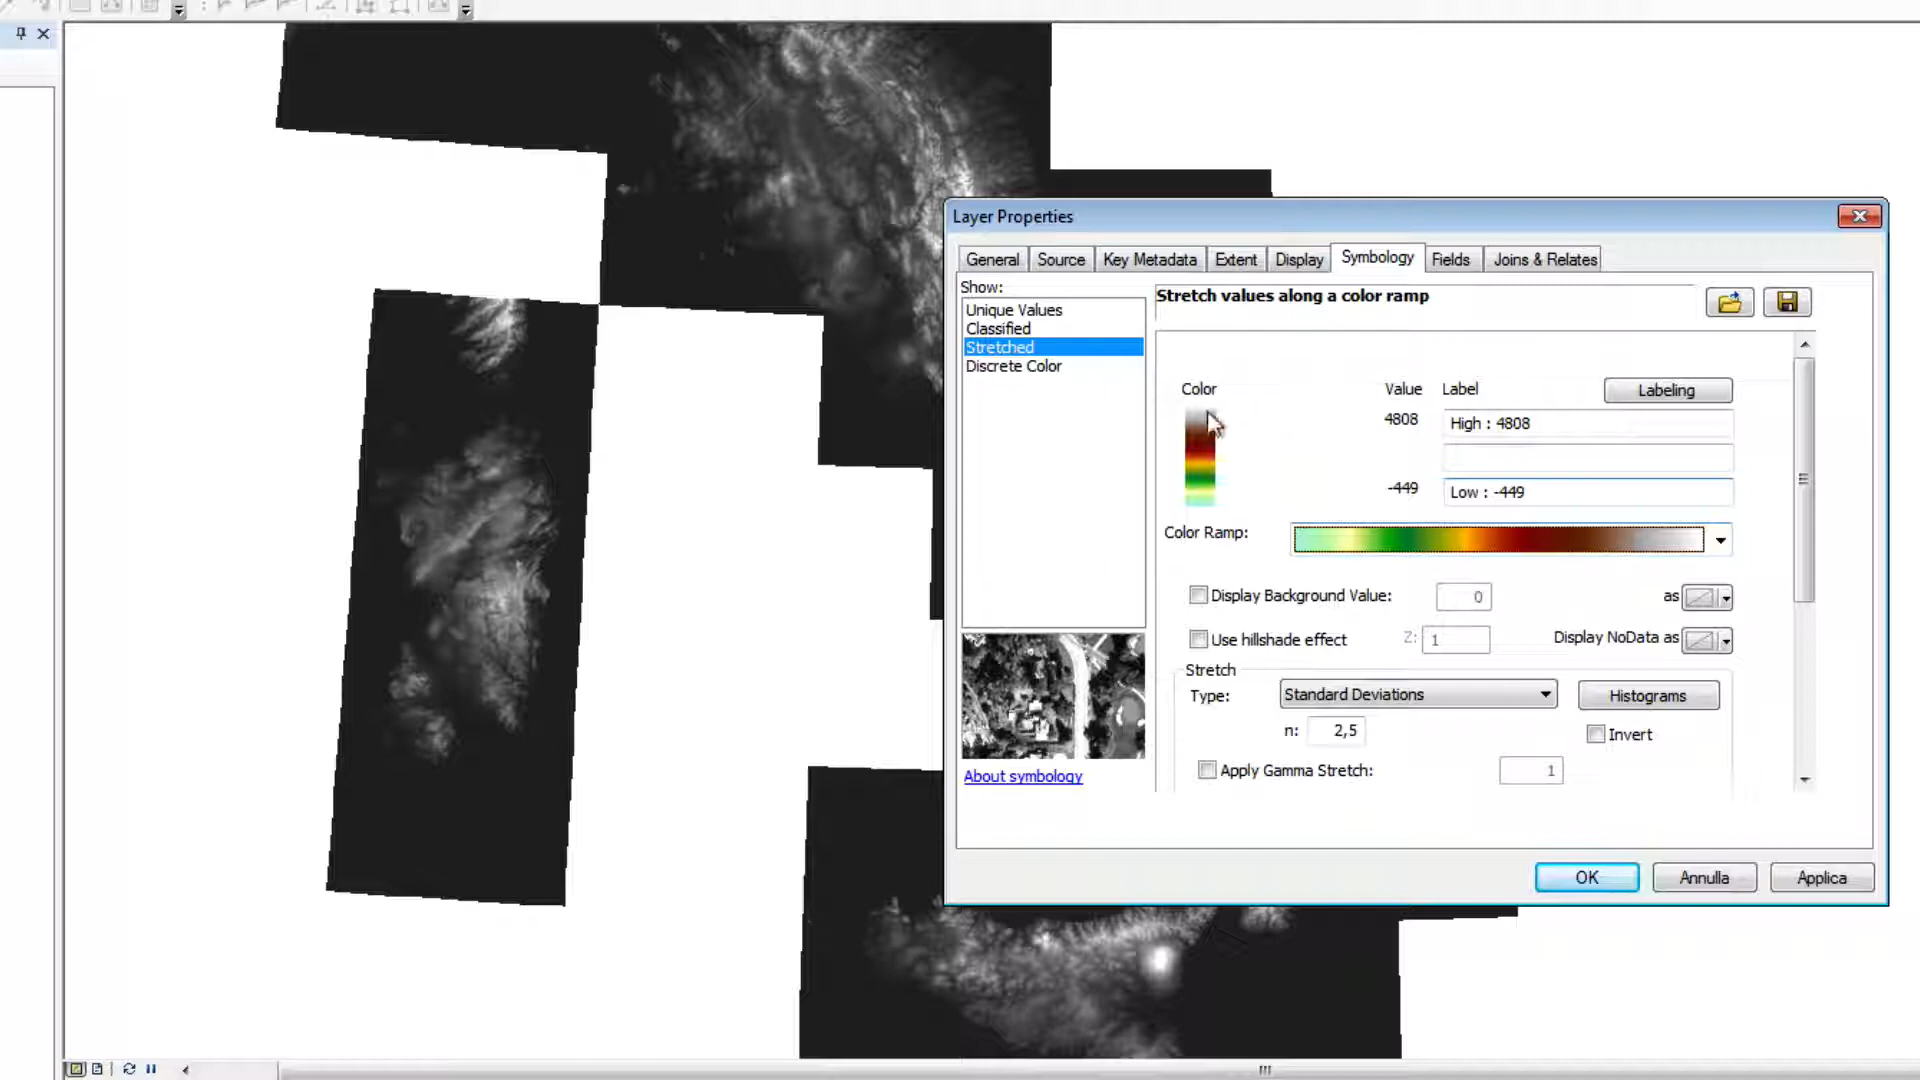 Layer Properties
General
Source
Key Metadata
Extent
Display
Symbology
Fields
Joins & Relates
Show:
Unique Values
Classified
Stretched
Discrete Color
About symbology
Stretch values along a color ramp
Color
Value
Label
Labeling
4808
High : 4808
-449
Low : -449
Color Ramp:
Display Background Value:
0
as
Use hillshade effect
Z:
1
Display NoData as
Stretch
Type:
Standard Deviations
Histograms
n:
2,5
Invert
Apply Gamma Stretch:
1
OK
Annulla
Applica